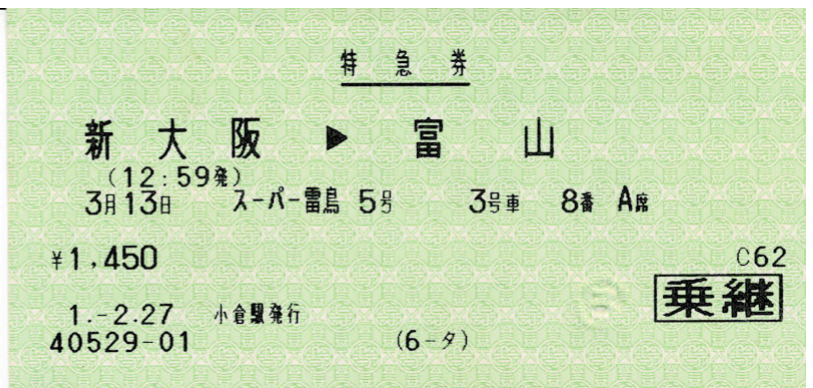 特急券
新大阪 ▶ 富山
(12:59発)
3月13日 スーパー雷鳥 5号 3号車 8番 A席
¥1,450
C62
乗継
1.-2.27 小倉駅発行
40529-01 (6-タ)